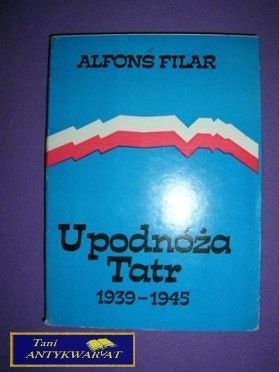 ALFONS FILAR
U podnóża
Tatr
1939-1945
Tani
ANTYKWARIAT